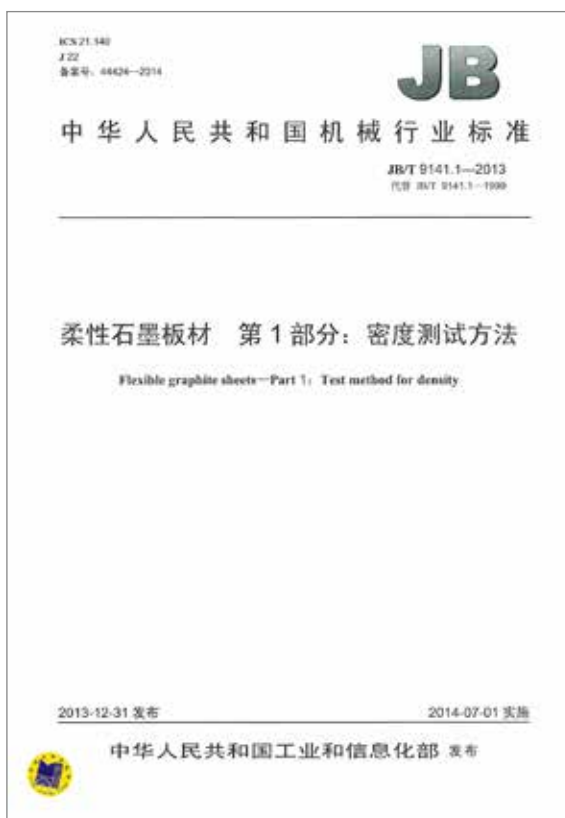 ICS 21.140
J 22
备案号：44424—2014
JB
中华人民共和国机械行业标准
JB/T 9141.1—2013
代替 JB/T 9141.1—1999
柔性石墨板材　第1部分：密度测试方法
Flexible graphite sheets—Part 1：Test method for density
2013-12-31 发布
2014-07-01 实施
中华人民共和国工业和信息化部 发布